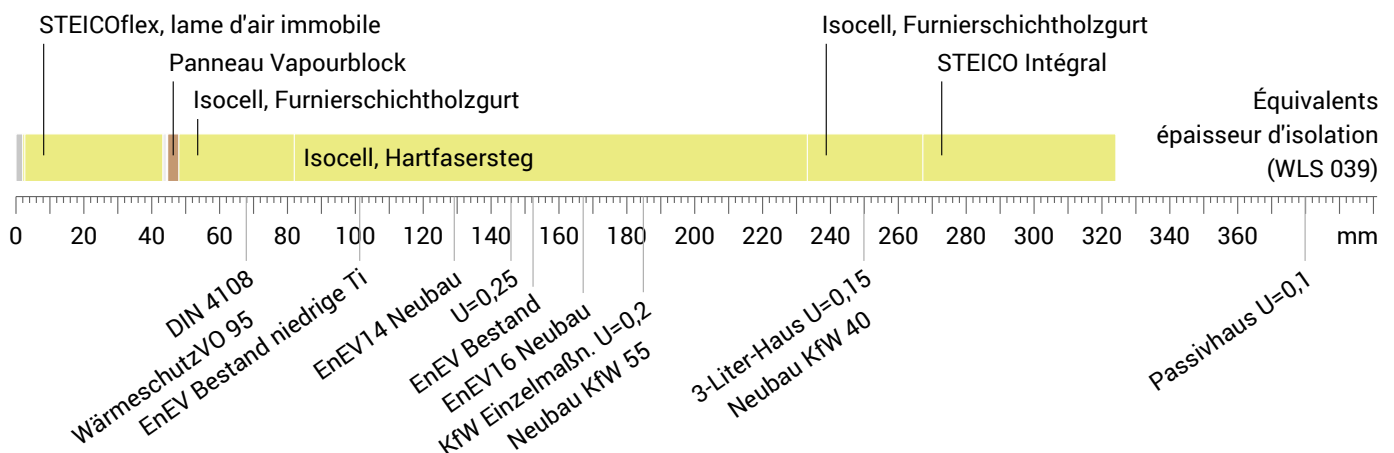 STEICOflex, lame d'air immobile
Isocell, Furnierschichtholzgurt
Panneau Vapourblock
STEICO Intégral
Isocell, Furnierschichtholzgurt
Équivalents
épaisseur d'isolation
(WLS 039)
Isocell, Hartfasersteg
0 20 40 60 80 100 120 140 160 180 200 220 240 260 280 300 320 340 360 mm
DIN 4108
WärmeschutzVO 95
EnEV Bestand niedrige Ti
EnEV14 Neubau
U=0,25
EnEV Bestand
EnEV16 Neubau
KfW Einzelmaßn. U=0,2
Neubau KfW 55
3-Liter-Haus U=0,15
Neubau KfW 40
Passivhaus U=0,1